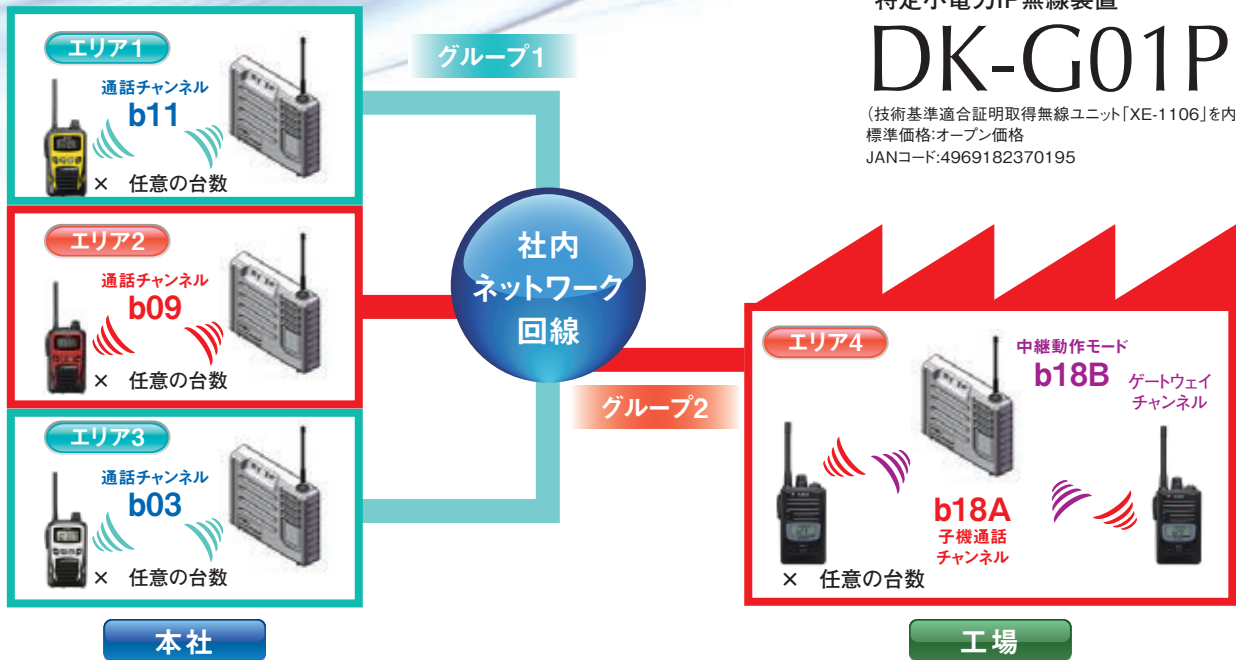 特定小電力IP無線装置
DK-G01P
(技術基準適合証明取得無線ユニット「XE-1106」を内
標準価格:オープン価格
JANコード:4969182370195
エリア1
通話チャンネル
b11
× 任意の台数
グループ1
エリア2
通話チャンネル
b09
× 任意の台数
エリア3
通話チャンネル
b03
× 任意の台数
社内
ネットワーク
回線
グループ2
エリア4
中継動作モード
b18B
ゲートウェイ
チャンネル
b18A
子機通話
チャンネル
× 任意の台数
本社
工場